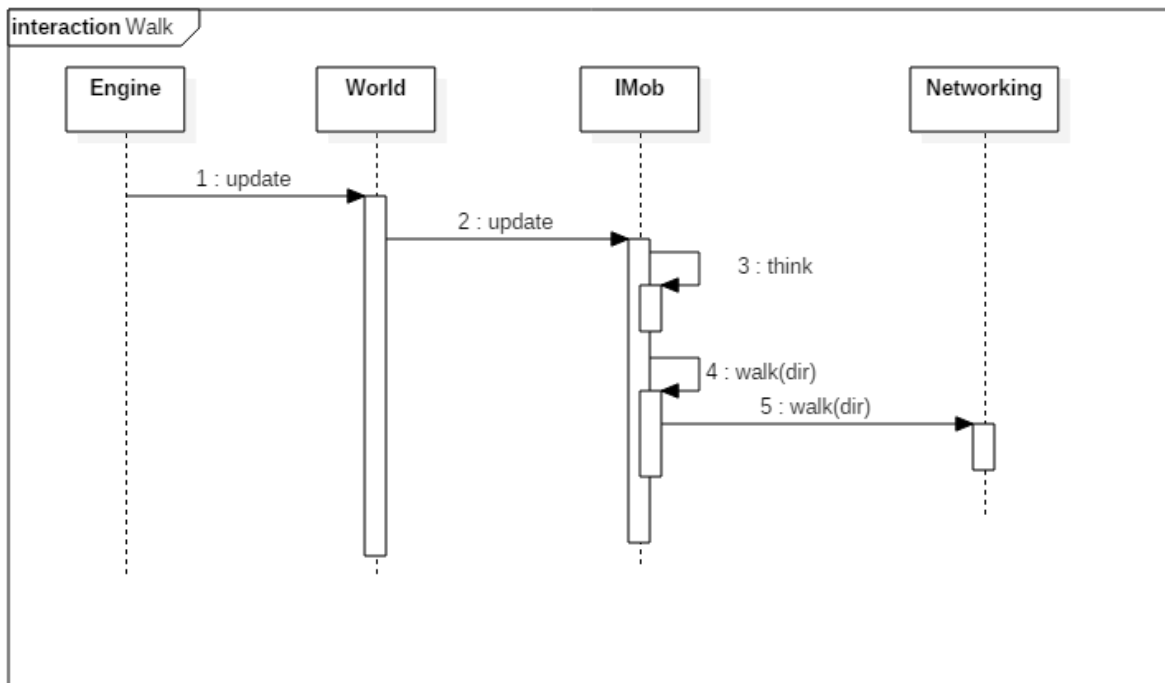 interaction Walk
Engine
World
IMob
Networking
1 : update
2 : update
3 : think
4 : walk(dir)
5 : walk(dir)